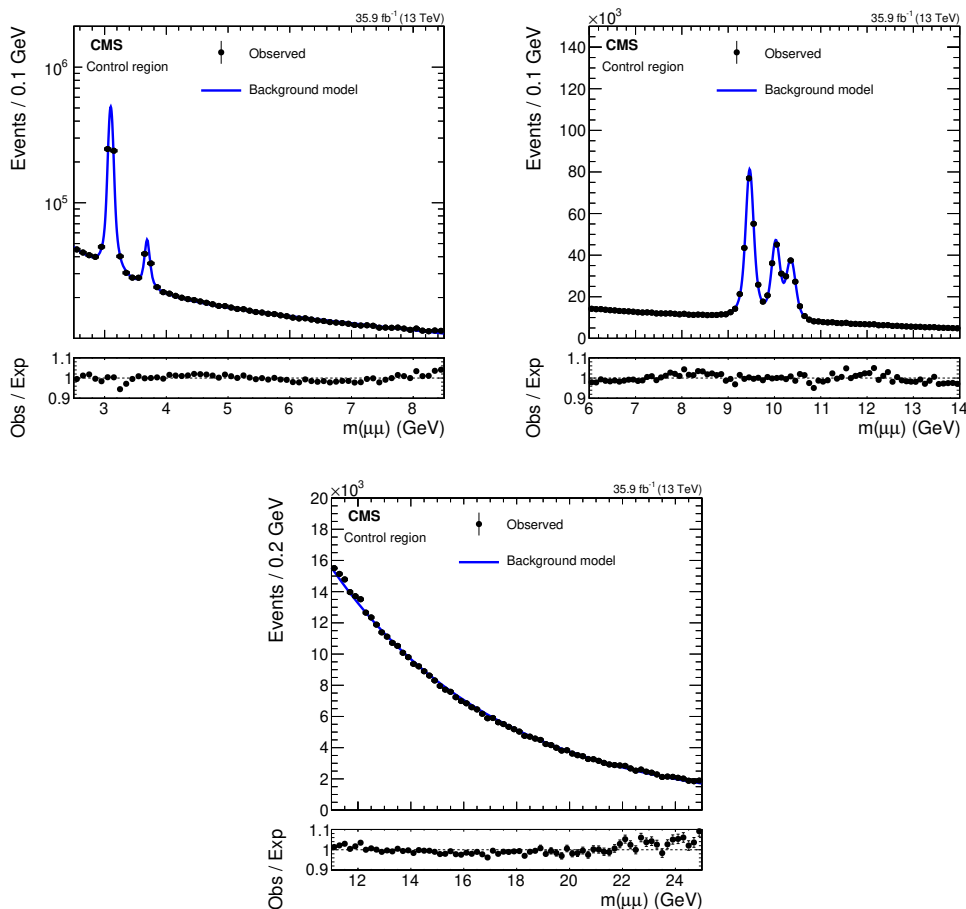 35.9 fb⁻¹ (13 TeV)
CMS
Control region
Observed
Background model
Events / 0.1 GeV
10⁶
10⁵
Obs / Exp
1.1
1
0.9
3 4 5 6 7 8
m(μμ) (GeV)
×10³
35.9 fb⁻¹ (13 TeV)
CMS
Control region
Observed
Background model
Events / 0.1 GeV
140
120
100
80
60
40
20
0
Obs / Exp
1.1
1
0.9
6 7 8 9 10 11 12 13 14
m(μμ) (GeV)
×10³
35.9 fb⁻¹ (13 TeV)
CMS
Control region
Observed
Background model
Events / 0.2 GeV
20
18
16
14
12
10
8
6
4
2
0
Obs / Exp
1.1
1
0.9
12 14 16 18 20 22 24
m(μμ) (GeV)